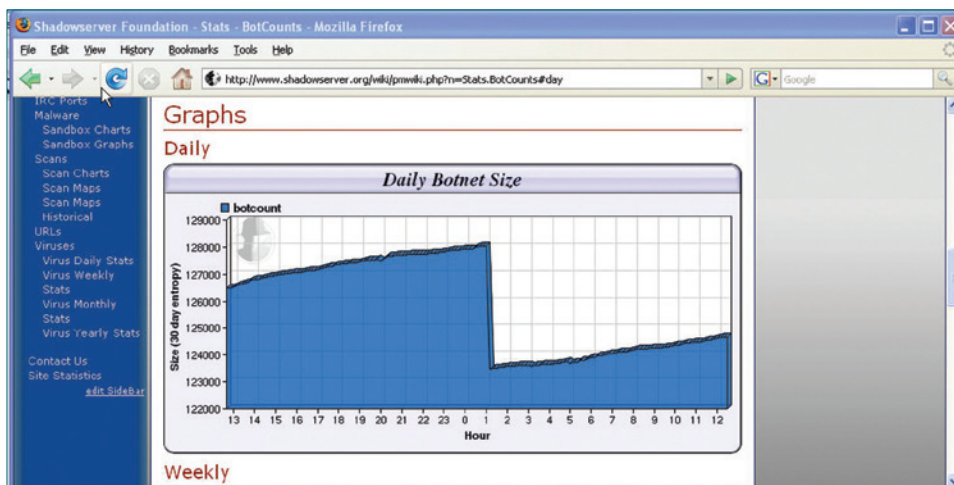 Shadowserver Foundation - Stats - BotCounts - Mozilla Firefox
File Edit View History Bookmarks Tools Help
http://www.shadowserver.org/wiki/pmwiki.php?n=Stats.BotCounts#day
G Google
IRC Ports
Malware
Sandbox Charts
Sandbox Graphs
Scans
Scan Charts
Scan Maps
Scan Maps
Historical
URLs
Viruses
Virus Daily Stats
Virus Weekly
Stats
Virus Monthly
Stats
Virus Yearly Stats
Contact Us
Site Statistics
edit SideBar
Graphs
Daily
Daily Botnet Size
botcount
Size (30 day entropy)
129000
128000
127000
126000
125000
124000
123000
122000
13 14 15 16 17 18 19 20 21 22 23 0 1 2 3 4 5 6 7 8 9 10 11 12
Hour
Weekly